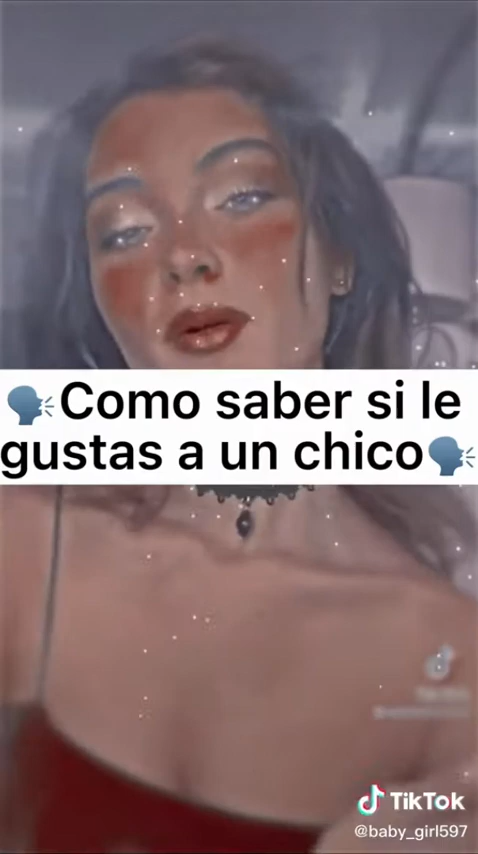 🗣️Como saber si le
gustas a un chico🗣️
TikTok
@baby_girl597